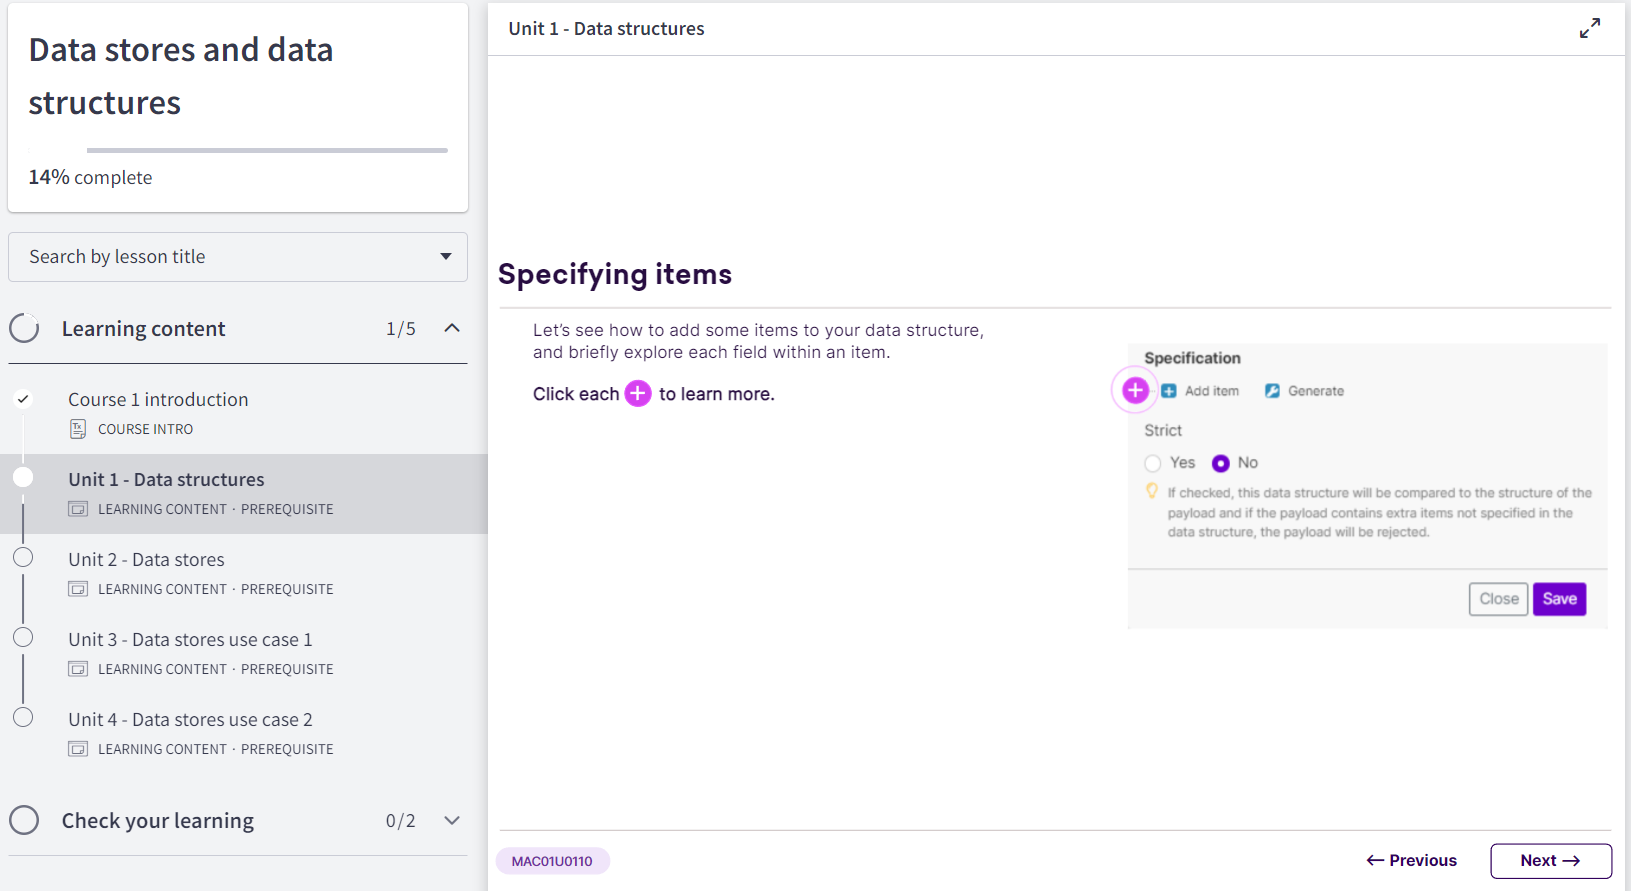 Data stores and data
structures
14% complete
Search by lesson title
Learning content 1/5
Course 1 introduction
COURSE INTRO
Unit 1 - Data structures
LEARNING CONTENT · PREREQUISITE
Unit 2 - Data stores
LEARNING CONTENT · PREREQUISITE
Unit 3 - Data stores use case 1
LEARNING CONTENT · PREREQUISITE
Unit 4 - Data stores use case 2
LEARNING CONTENT · PREREQUISITE
Check your learning 0/2
Unit 1 - Data structures
Specifying items
Let's see how to add some items to your data structure,
and briefly explore each field within an item.
Click each + to learn more.
Specification
Add item Generate
Strict
Yes No
If checked, this data structure will be compared to the structure of the
payload and if the payload contains extra items not specified in the
data structure, the payload will be rejected.
Close Save
MAC01U0110
← Previous Next →